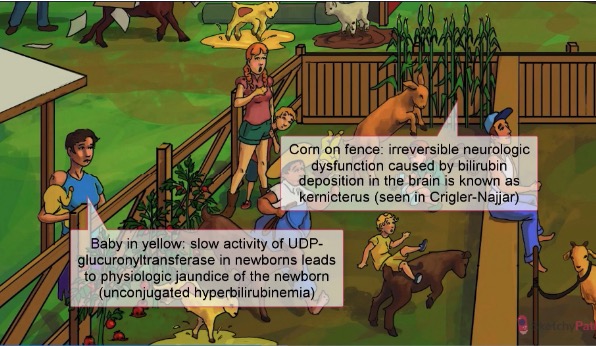 Corn on fence: irreversible neurologic
dysfunction caused by bilirubin
deposition in the brain is known as
kernicterus (seen in Crigler-Najjar)
Baby in yellow: slow activity of UDP-
glucuronyltransferase in newborns leads
to physiologic jaundice of the newborn
(unconjugated hyperbilirubinemia)
SketchyPath